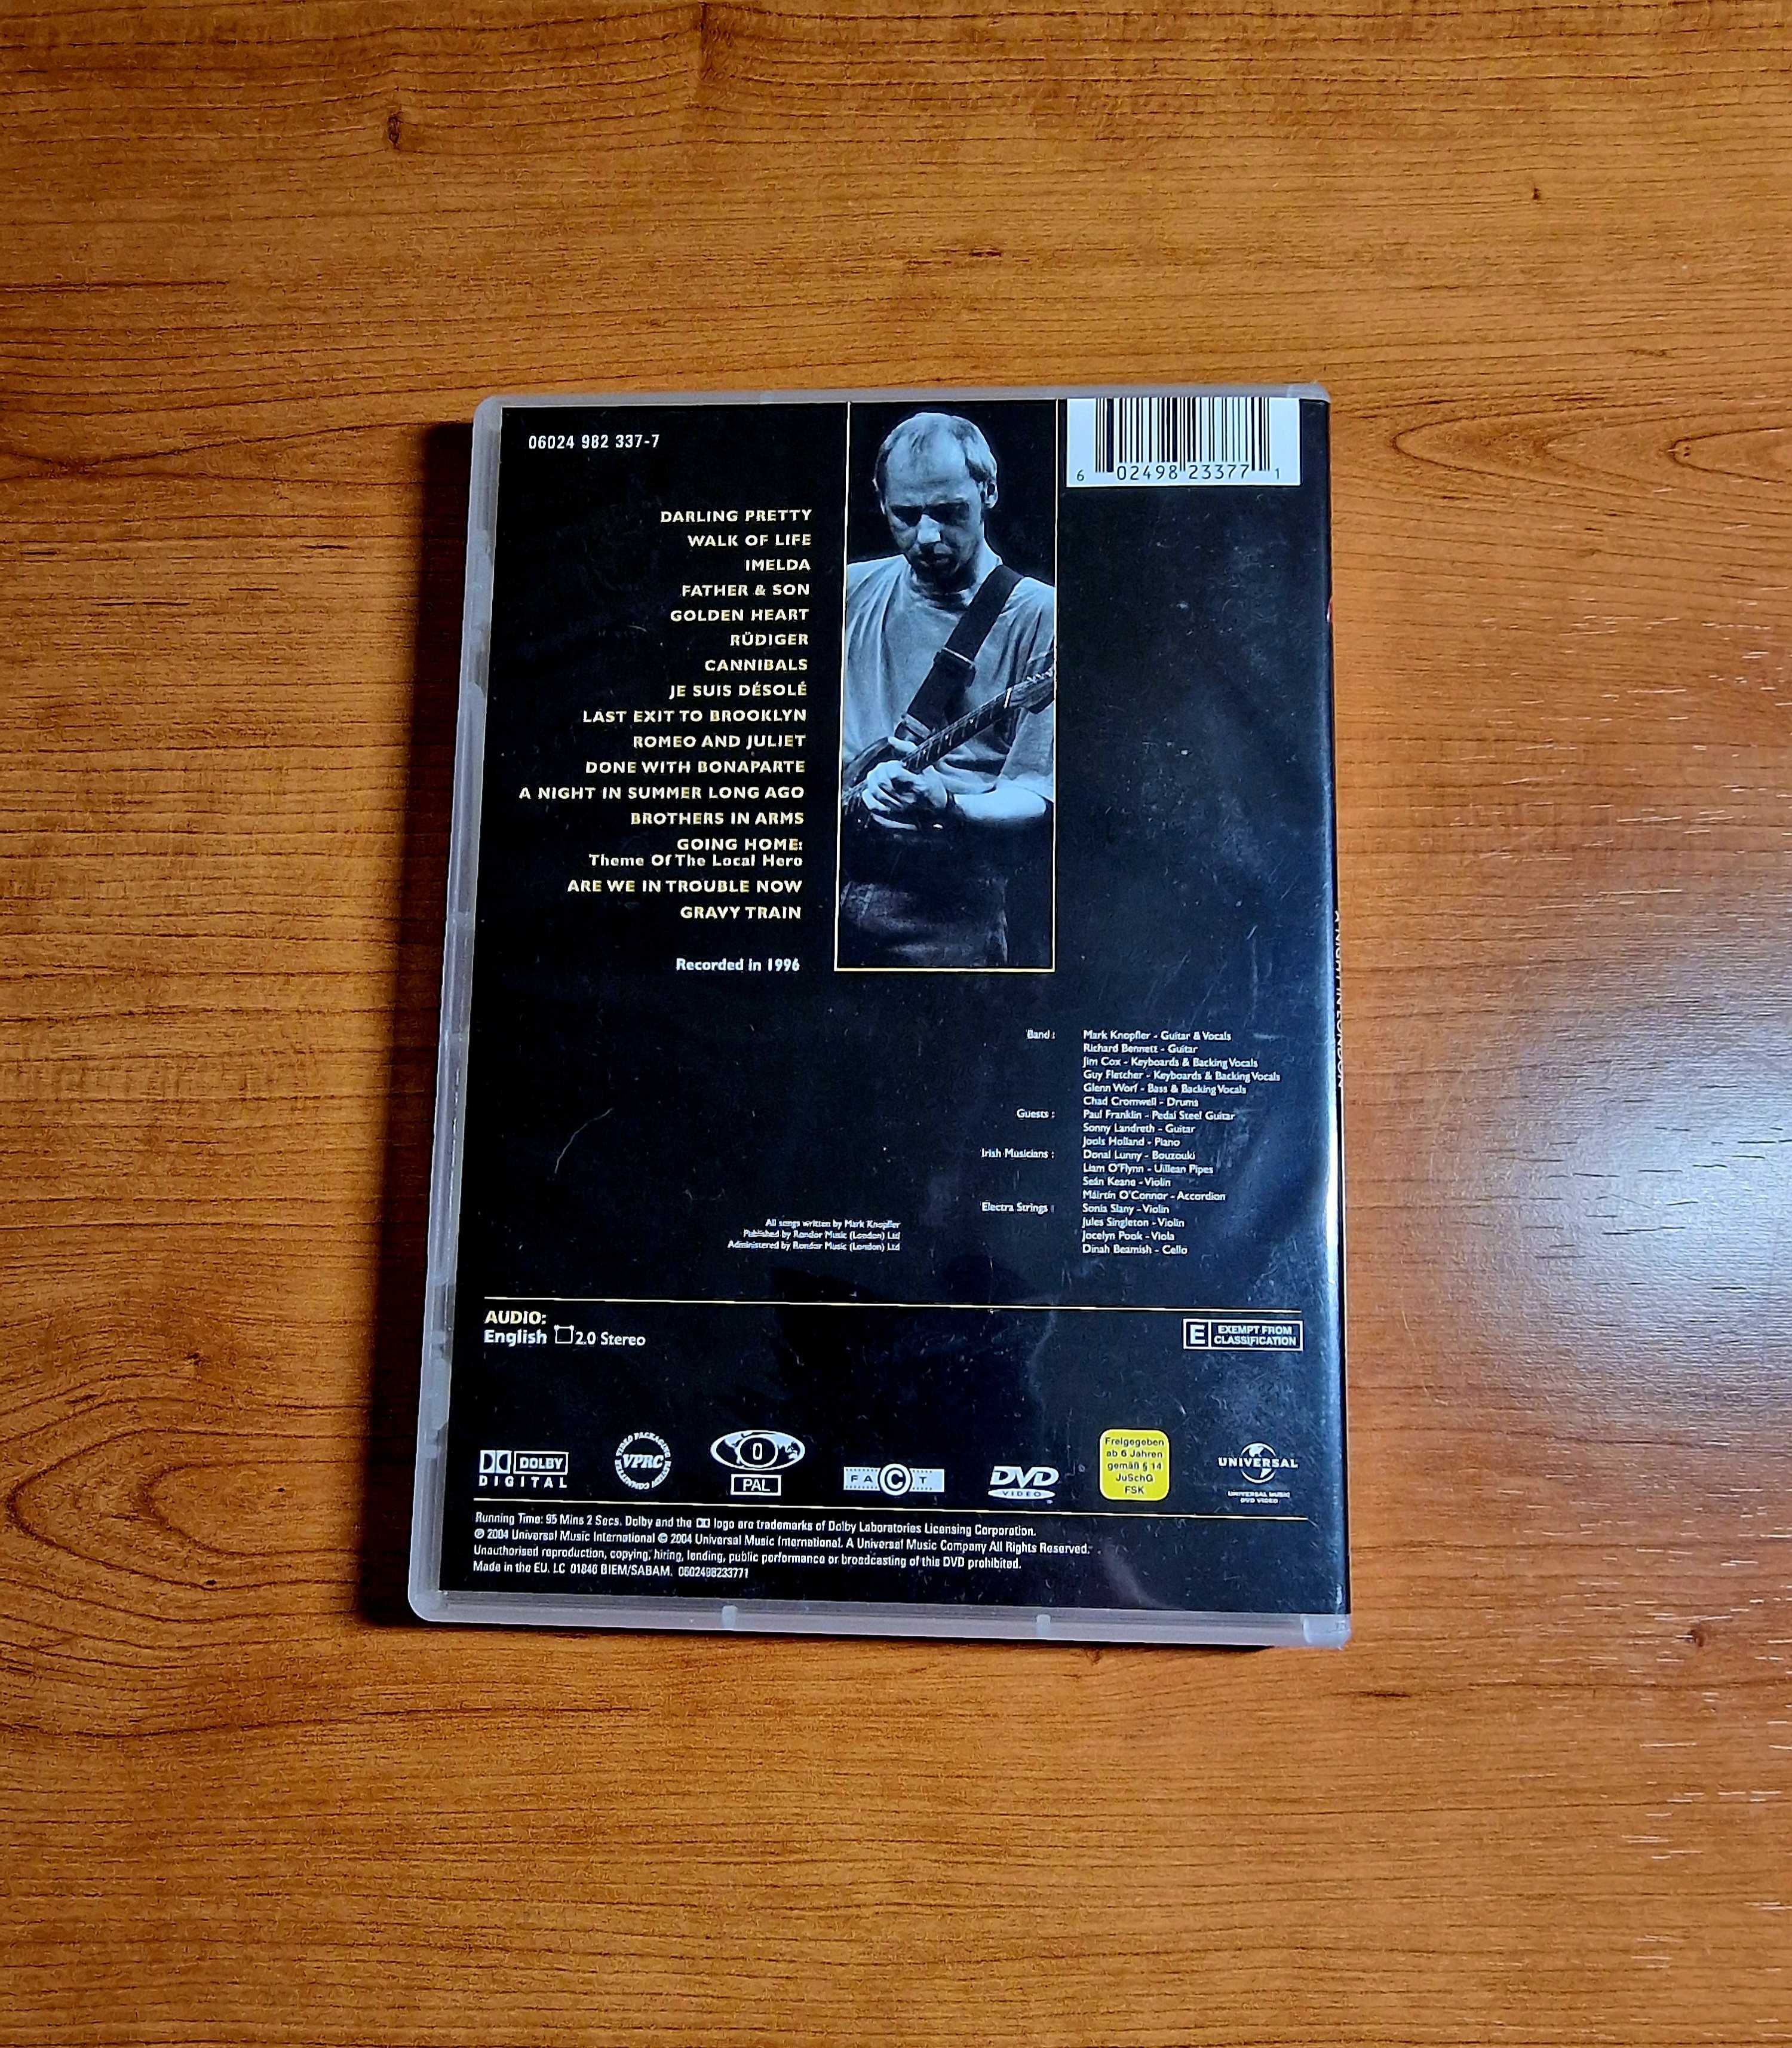 06024 982 337-7
6 02498 23377 1
DARLING PRETTY
WALK OF LIFE
IMELDA
FATHER & SON
GOLDEN HEART
RÜDIGER
CANNIBALS
JE SUIS DÉSOLÉ
LAST EXIT TO BROOKLYN
ROMEO AND JULIET
DONE WITH BONAPARTE
A NIGHT IN SUMMER LONG AGO
BROTHERS IN ARMS
GOING HOME:
Theme Of The Local Hero
ARE WE IN TROUBLE NOW
GRAVY TRAIN
Recorded in 1996
A NIGHT IN LONDON
Band : Mark Knopfler - Guitar & Vocals
Richard Bennett - Guitar
Jim Cox - Keyboards & Backing Vocals
Guy Fletcher - Keyboards & Backing Vocals
Glenn Worf - Bass & Backing Vocals
Chad Cromwell - Drums
Guests : Paul Franklin - Pedal Steel Guitar
Sonny Landreth - Guitar
Jools Holland - Piano
Irish Musicians : Donal Lunny - Bouzouki
Liam O'Flynn - Uillean Pipes
Seán Keane - Violin
Máirtín O'Connor - Accordion
Electra Strings : Sonia Slany - Violin
Jules Singleton - Violin
Jocelyn Pook - Viola
Dinah Beamish - Cello
All songs written by Mark Knopfler
Published by Rondor Music (London) Ltd
Administered by Rondor Music (London) Ltd
AUDIO:
English 2.0 Stereo
E EXEMPT FROM
CLASSIFICATION
DOLBY
DIGITAL
VIDEO PACKAGING REVIEW COMMITTEE
VPRC
0
PAL
FACT
DVD
VIDEO
Freigegeben
ab 6 Jahren
gemäß § 14
JuSchG
FSK
UNIVERSAL
UNIVERSAL MUSIC
DVD VIDEO
Running Time: 95 Mins 2 Secs. Dolby and the logo are trademarks of Dolby Laboratories Licensing Corporation.
℗ 2004 Universal Music International © 2004 Universal Music International. A Universal Music Company All Rights Reserved.
Unauthorised reproduction, copying, hiring, lending, public performance or broadcasting of this DVD prohibited.
Made in the EU. LC 01846 BIEM/SABAM. 0602498233771